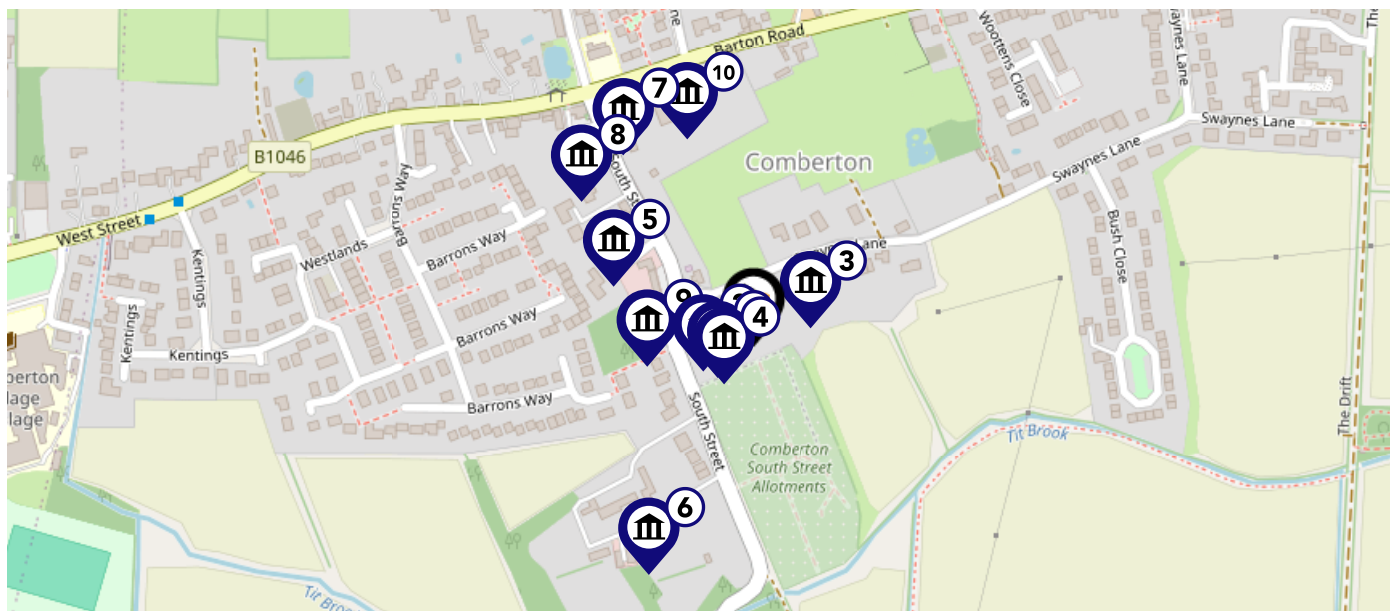 Barton Road
Woottens Close
Swaynes Lane
Swaynes Lane
The Drift
10
7
8
B1046
Comberton
Swaynes Lane
Barrons Way
West Street
Westlands
Barrons Way
5
Kentings
Bush Close
3
9
4
Kentings
Barrons Way
Kentings
Barrons Way
South Street
Tit Brook
Comberton
South Street
Allotments
6
Tit Brook